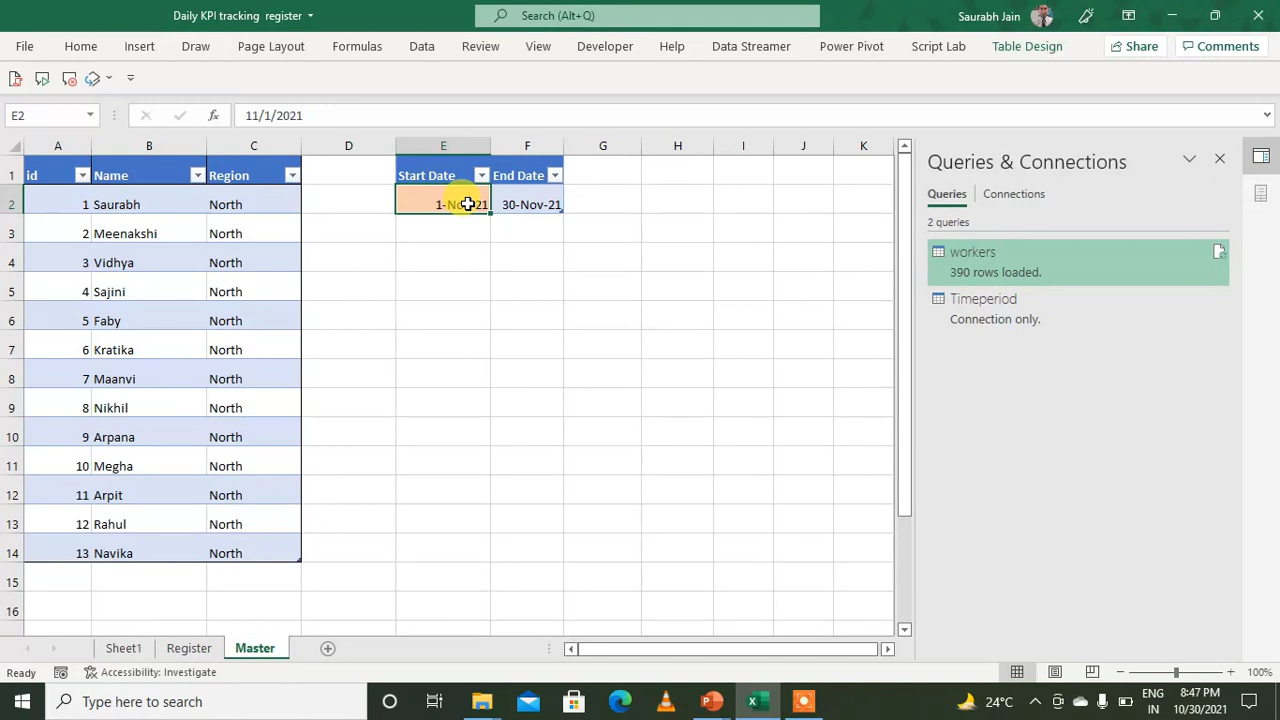 Daily KPI tracking register
Search (Alt+Q)
Saurabh Jain
File Home Insert Draw Page Layout Formulas Data Review View Developer Help Data Streamer Power Pivot Script Lab Table Design Share Comments
E2 fx 11/1/2021
A B C D E F G H I J K
1 id Name Region Start Date End Date
2 1 Saurabh North 1-Nov-21 30-Nov-21
3 2 Meenakshi North
4 3 Vidhya North
5 4 Sajini North
6 5 Faby North
7 6 Kratika North
8 7 Maanvi North
9 8 Nikhil North
10 9 Arpana North
11 10 Megha North
12 11 Arpit North
13 12 Rahul North
14 13 Navika North
15
16
Queries & Connections
Queries Connections
2 queries
workers
390 rows loaded.
Timeperiod
Connection only.
Sheet1 Register Master
Ready Accessibility: Investigate 100%
Type here to search
24°C
ENG
IN
8:47 PM
10/30/2021